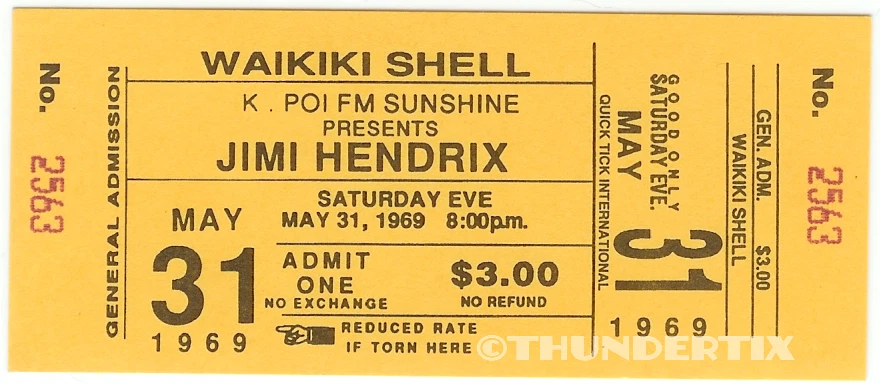 No. 2563
GENERAL ADMISSION
WAIKIKI SHELL
K . POI FM SUNSHINE
PRESENTS
JIMI HENDRIX
SATURDAY EVE
MAY 31, 1969 8:00p.m.
MAY
31
1969
ADMIT
ONE
NO EXCHANGE
$3.00
NO REFUND
REDUCED RATE
IF TORN HERE
QUICK TICK INTERNATIONAL
GOOD ONLY
SATURDAY EVE.
MAY
31
1969
WAIKIKI SHELL
GEN. ADM. $3.00
No. 2563
©THUNDERTIX